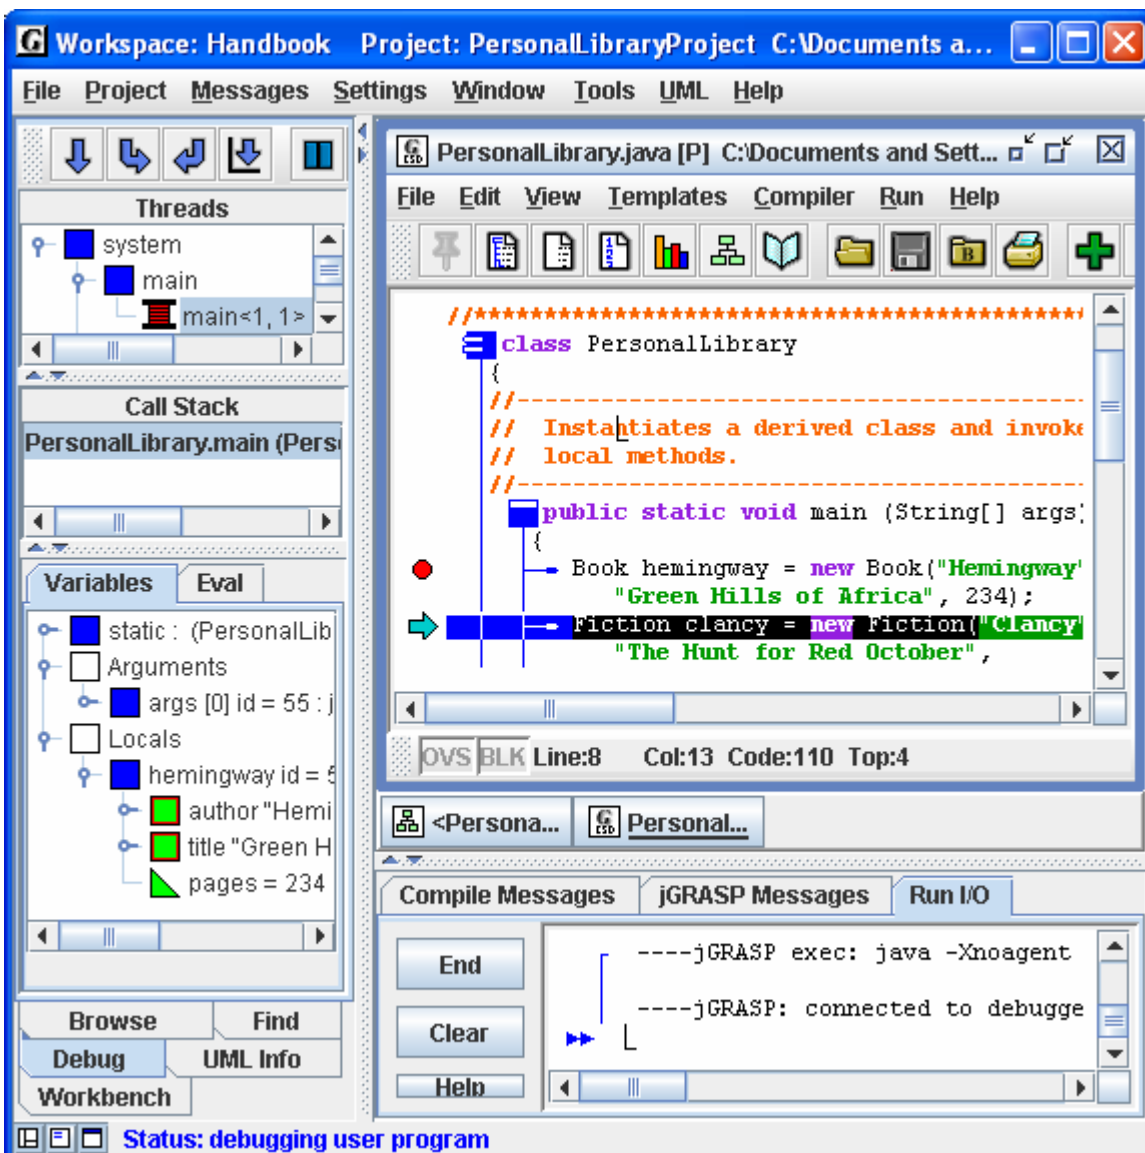 Workspace: Handbook Project: PersonalLibraryProject C:\Documents a...
File Project Messages Settings Window Tools UML Help
Threads
system
main
main<1, 1>
Call Stack
PersonalLibrary.main (Pers
Variables Eval
static : (PersonalLib
Arguments
args [0] id = 55 : j
Locals
hemingway id = 5
author "Hemi
title "Green H
pages = 234
Browse Find
Debug UML Info
Workbench
PersonalLibrary.java [P] C:\Documents and Sett...
File Edit View Templates Compiler Run Help
//******************************************
class PersonalLibrary
{
//--------------------------------------
// Instantiates a derived class and invoke
// local methods.
//--------------------------------------
public static void main (String[] args)
{
Book hemingway = new Book("Hemingway"
"Green Hills of Africa", 234);
Fiction clancy = new Fiction("Clancy"
"The Hunt for Red October",
OVS BLK Line:8 Col:13 Code:110 Top:4
<Persona... Personal...
Compile Messages jGRASP Messages Run I/O
End
Clear
Help
----jGRASP exec: java -Xnoagent
----jGRASP: connected to debugge
Status: debugging user program